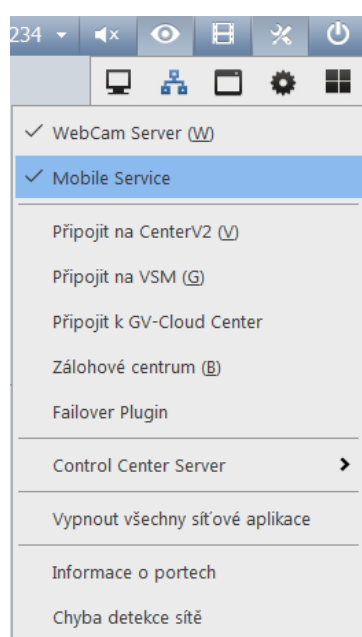 234
WebCam Server (W)
Mobile Service
Připojit na CenterV2 (V)
Připojit na VSM (G)
Připojit k GV-Cloud Center
Zálohové centrum (B)
Failover Plugin
Control Center Server
Vypnout všechny síťové aplikace
Informace o portech
Chyba detekce sítě